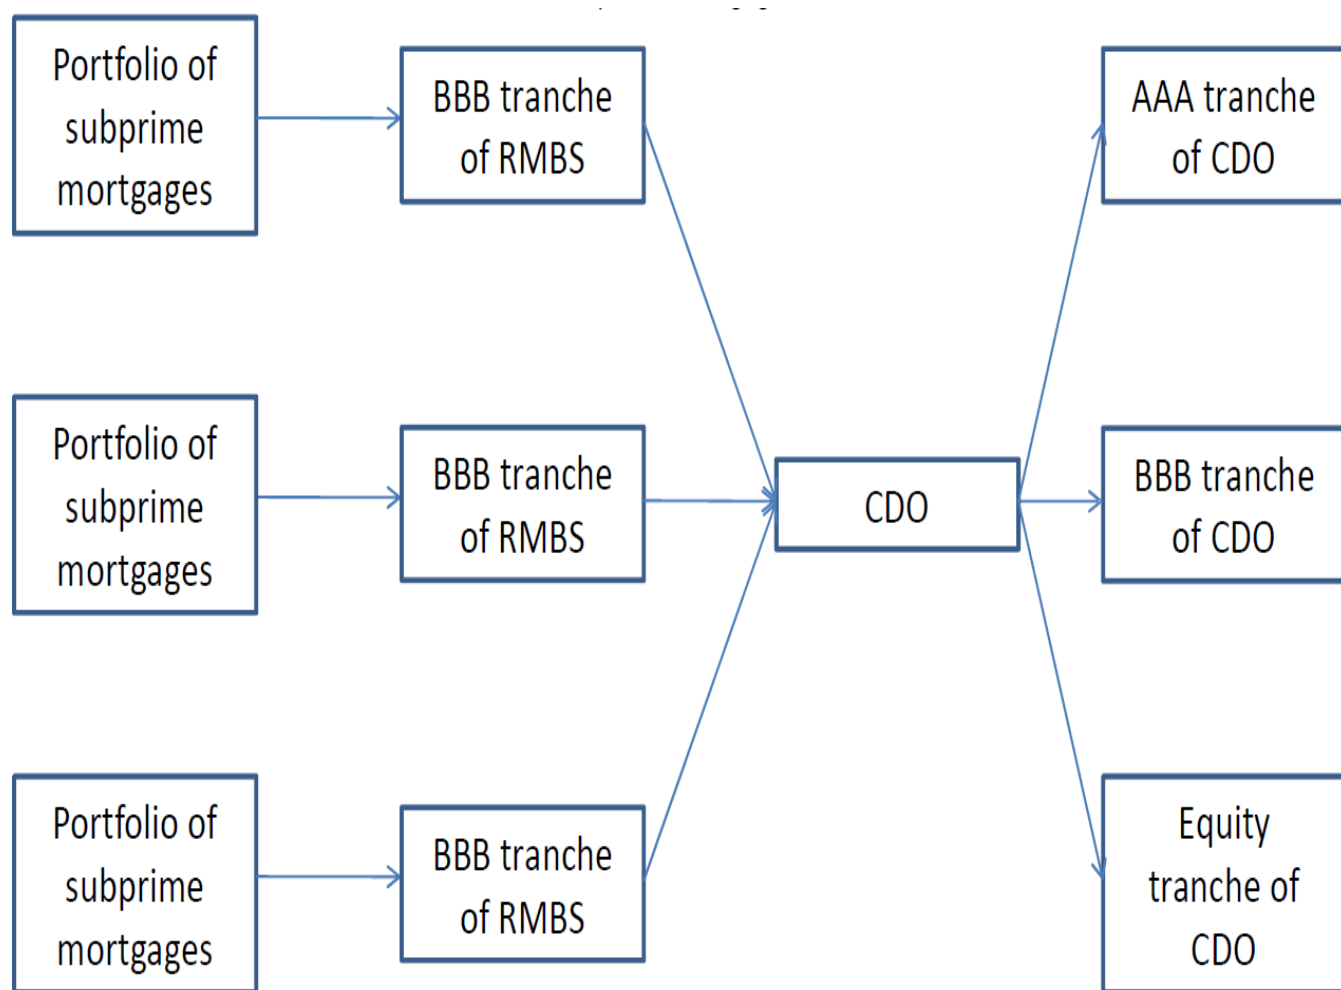 Portfolio of
subprime
mortgages
BBB tranche
of RMBS
AAA tranche
of CDO
Portfolio of
subprime
mortgages
BBB tranche
of RMBS
CDO
BBB tranche
of CDO
Portfolio of
subprime
mortgages
BBB tranche
of RMBS
Equity
tranche of
CDO